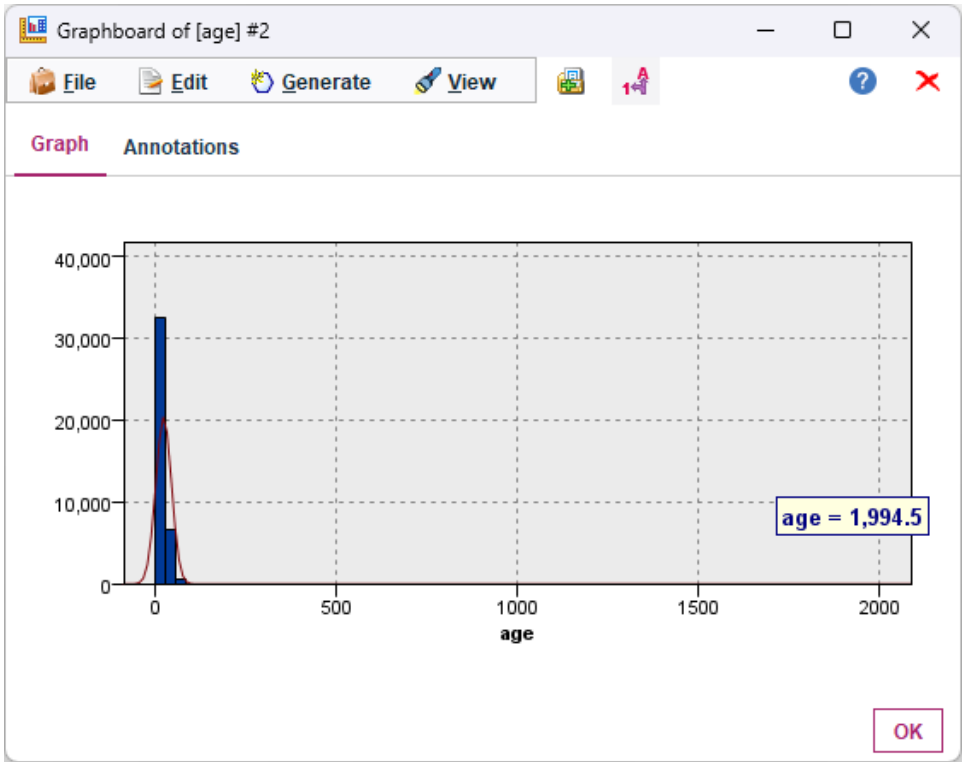 Graphboard of [age] #2
File Edit Generate View 1 A
Graph Annotations
40,000
30,000
20,000
10,000
age = 1,994.5
0
0 500 1000 1500 2000
age
OK